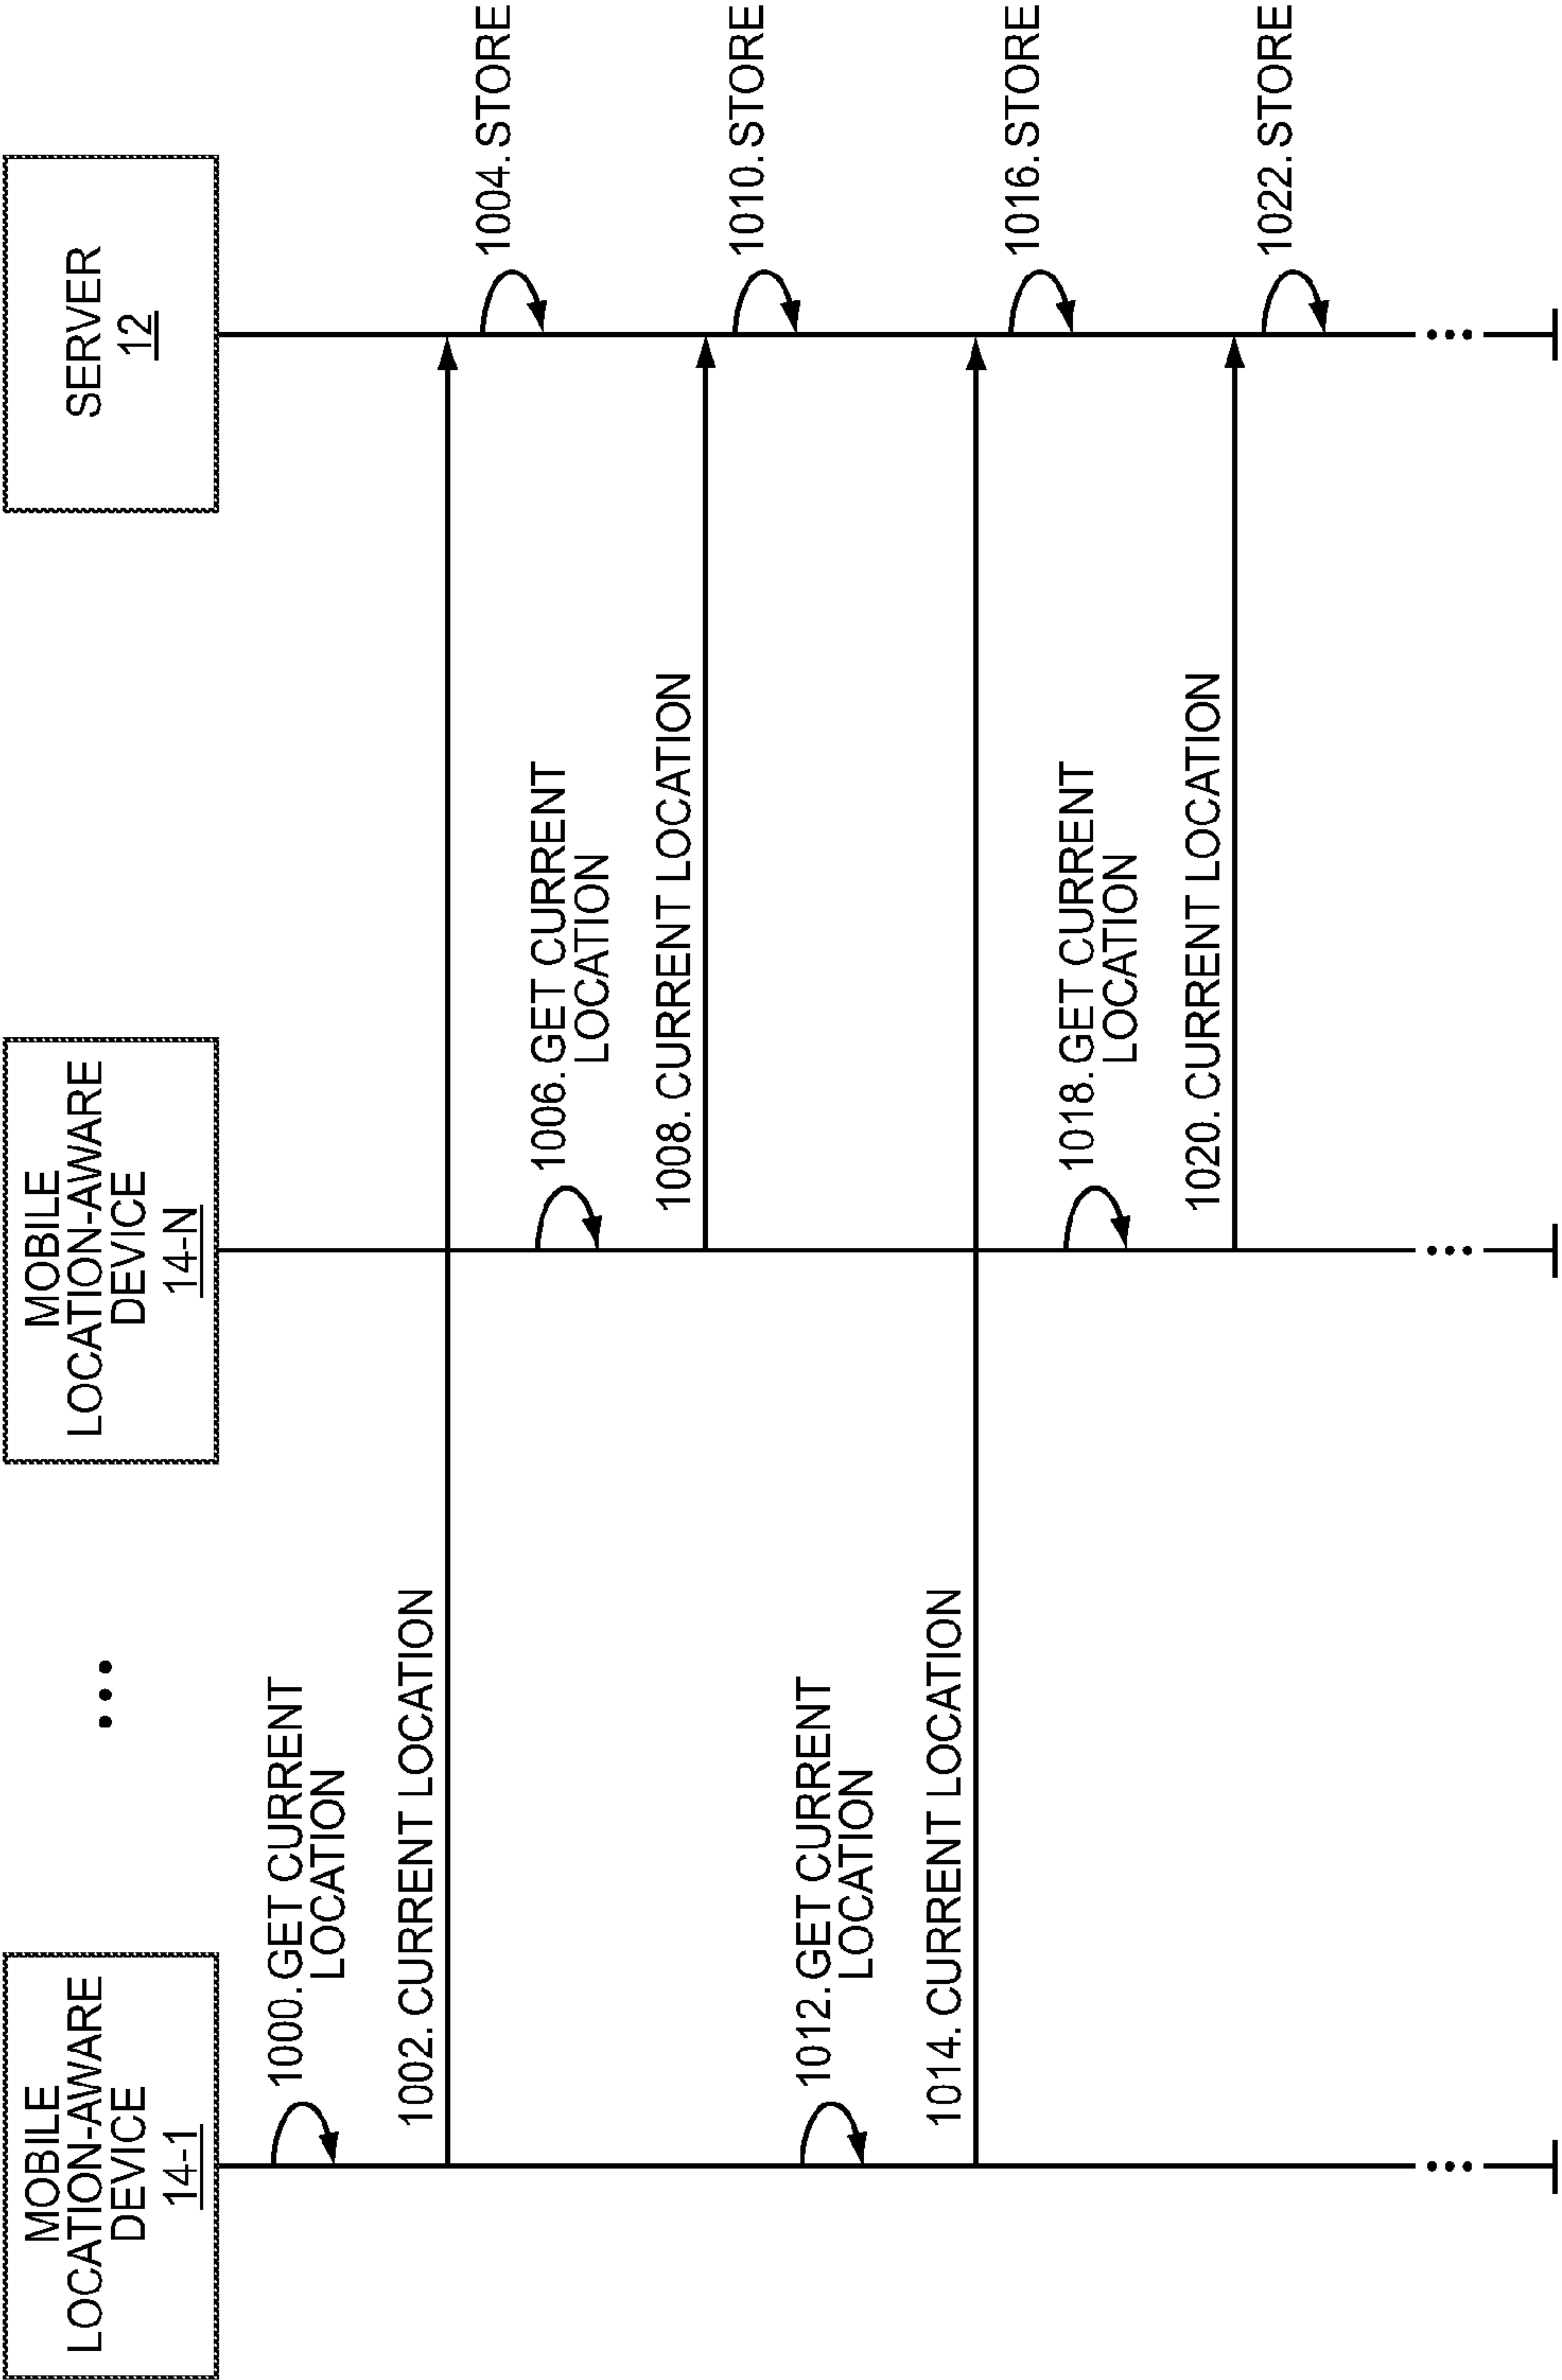 MOBILE
LOCATION-AWARE
DEVICE
14-1
...
MOBILE
LOCATION-AWARE
DEVICE
14-N
SERVER
12
1000. GET CURRENT
LOCATION
1002. CURRENT LOCATION
1004. STORE
1006. GET CURRENT
LOCATION
1008. CURRENT LOCATION
1010. STORE
1012. GET CURRENT
LOCATION
1014. CURRENT LOCATION
1016. STORE
1018. GET CURRENT
LOCATION
1020. CURRENT LOCATION
1022. STORE